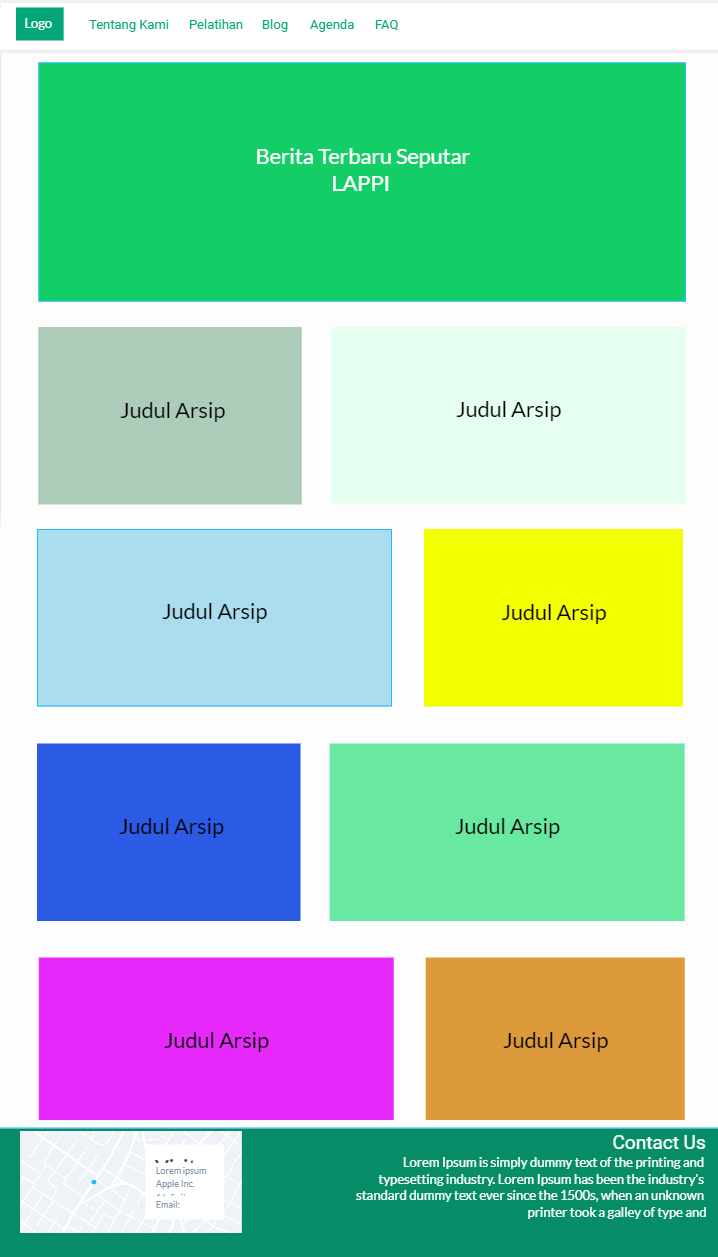 Logo
Tentang Kami Pelatihan Blog Agenda FAQ
Berita Terbaru Seputar
LAPPI
Judul Arsip
Judul Arsip
Judul Arsip
Judul Arsip
Judul Arsip
Judul Arsip
Judul Arsip
Judul Arsip
Lorem ipsum
Apple Inc.
Email:
Contact Us
Lorem Ipsum is simply dummy text of the printing and
typesetting industry. Lorem Ipsum has been the industry's
standard dummy text ever since the 1500s, when an unknown
printer took a galley of type and